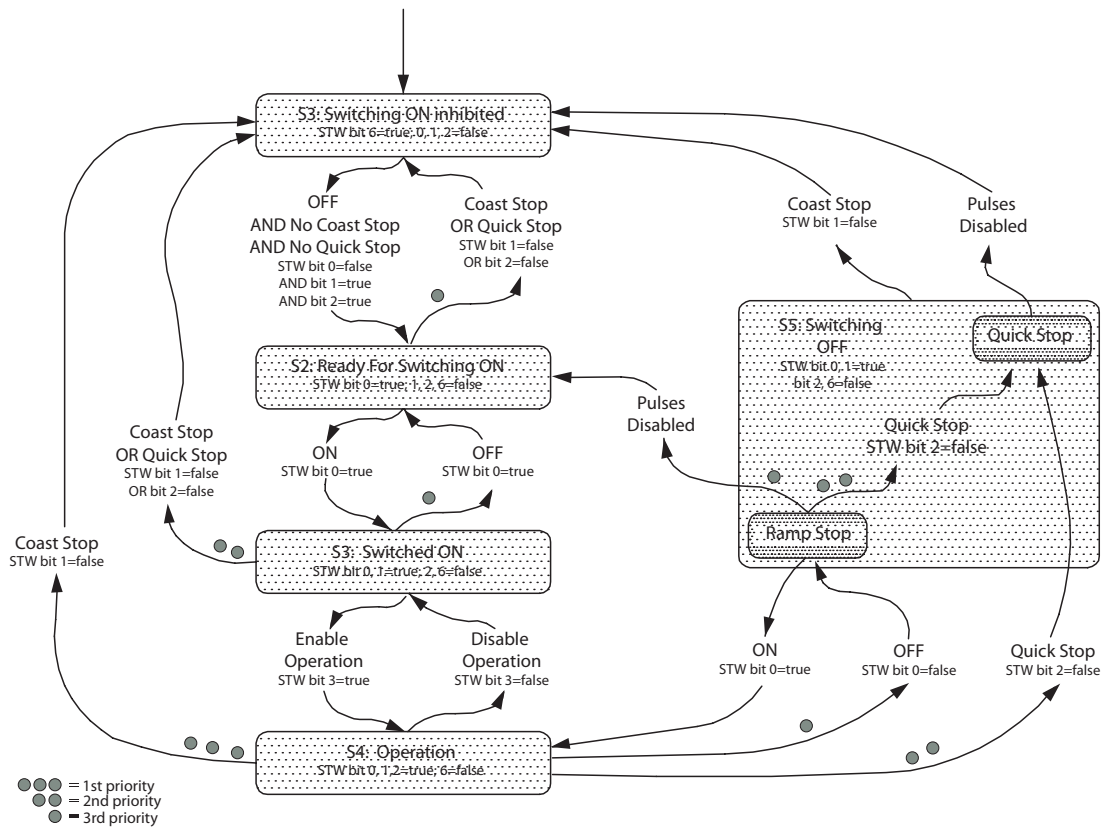 S3: Switching ON inhibited
STW bit 6=true; 0, 1, 2=false
OFF
AND No Coast Stop
AND No Quick Stop
STW bit 0=false
AND bit 1=true
AND bit 2=true
Coast Stop
OR Quick Stop
STW bit 1=false
OR bit 2=false
Coast Stop
STW bit 1=false
Pulses
Disabled
S5: Switching
OFF
STW bit 0, 1=true
bit 2, 6=false
Quick Stop
S2: Ready For Switching ON
STW bit 0=true; 1, 2, 6=false
Pulses
Disabled
Quick Stop
STW bit 2=false
Coast Stop
OR Quick Stop
STW bit 1=false
OR bit 2=false
ON
STW bit 0=true
OFF
STW bit 0=true
Ramp Stop
Coast Stop
STW bit 1=false
S3: Switched ON
STW bit 0, 1=true; 2, 6=false
Enable
Operation
STW bit 3=true
Disable
Operation
STW bit 3=false
ON
STW bit 0=true
OFF
STW bit 0=false
Quick Stop
STW bit 2=false
S4: Operation
STW bit 0, 1,2=true; 6=false
= 1st priority
= 2nd priority
= 3rd priority